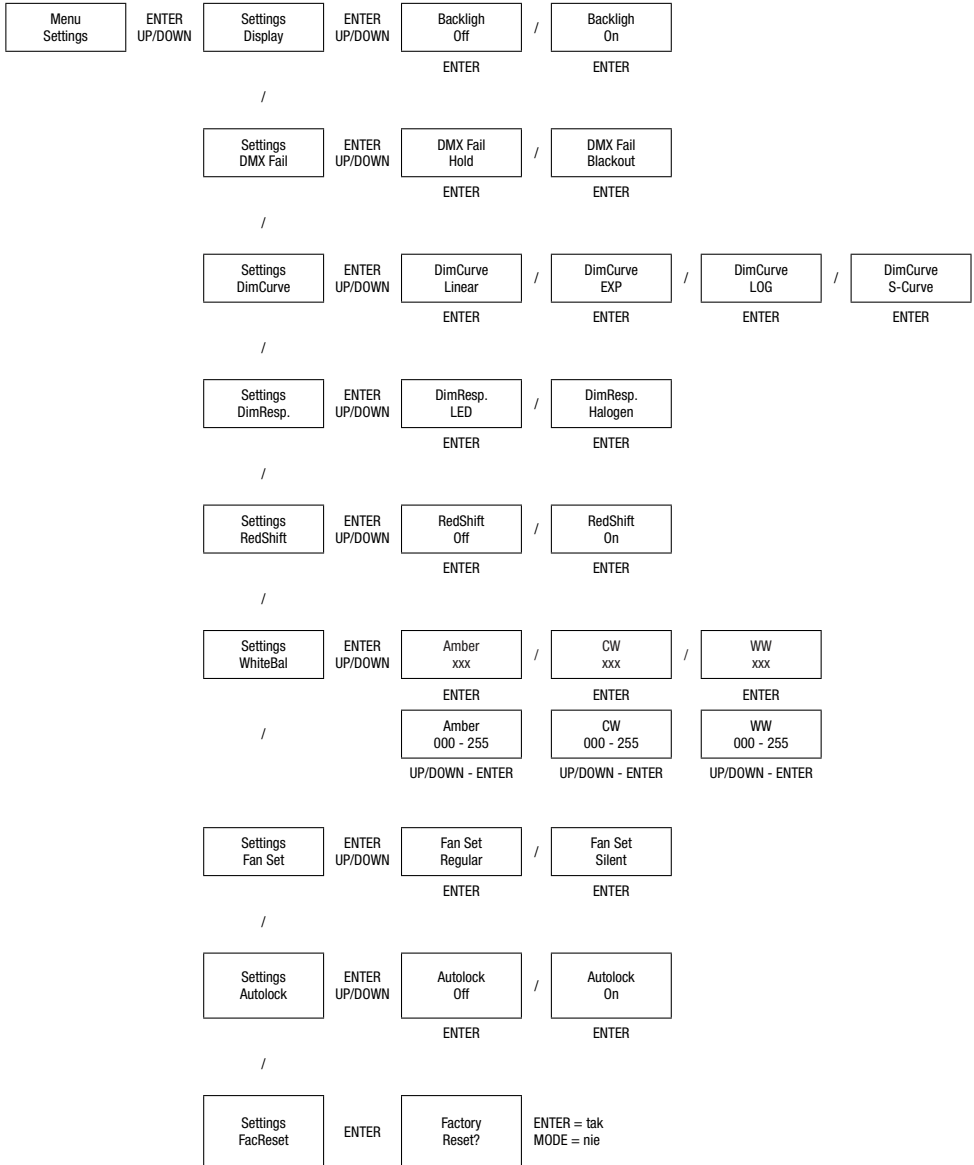 Menu
Settings
ENTER
UP/DOWN
Settings
Display
ENTER
UP/DOWN
Backligh
Off
/
Backligh
On
ENTER
ENTER
/
Settings
DMX Fail
ENTER
UP/DOWN
DMX Fail
Hold
/
DMX Fail
Blackout
ENTER
ENTER
/
Settings
DimCurve
ENTER
UP/DOWN
DimCurve
Linear
/
DimCurve
EXP
/
DimCurve
LOG
/
DimCurve
S-Curve
ENTER
ENTER
ENTER
ENTER
/
Settings
DimResp.
ENTER
UP/DOWN
DimResp.
LED
/
DimResp.
Halogen
ENTER
ENTER
/
Settings
RedShift
ENTER
UP/DOWN
RedShift
Off
/
RedShift
On
ENTER
ENTER
/
Settings
WhiteBal
ENTER
UP/DOWN
Amber
xxx
/
CW
xxx
/
WW
xxx
ENTER
ENTER
ENTER
/
Amber
000 - 255
CW
000 - 255
WW
000 - 255
UP/DOWN - ENTER
UP/DOWN - ENTER
UP/DOWN - ENTER
Settings
Fan Set
ENTER
UP/DOWN
Fan Set
Regular
/
Fan Set
Silent
ENTER
ENTER
/
Settings
Autolock
ENTER
UP/DOWN
Autolock
Off
/
Autolock
On
ENTER
ENTER
/
Settings
FacReset
ENTER
Factory
Reset?
ENTER = tak
MODE = nie